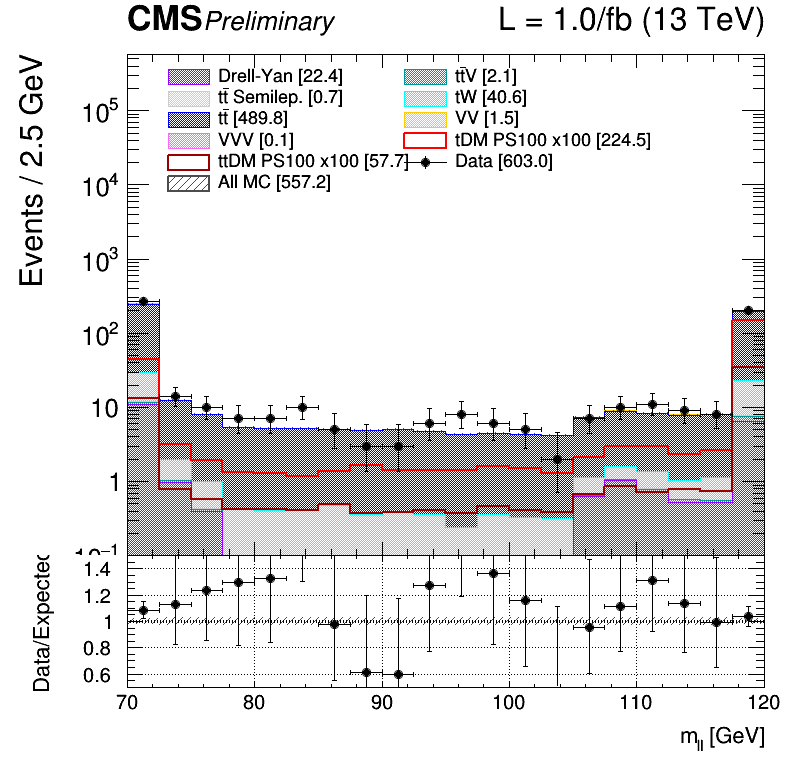 CMS Preliminary L = 1.0/fb (13 TeV)
Events / 2.5 GeV
Drell-Yan [22.4]
tt̄ Semilep. [0.7]
tt̄ [489.8]
VVV [0.1]
ttDM PS100 x100 [57.7]
All MC [557.2]
tt̄V [2.1]
tW [40.6]
VV [1.5]
tDM PS100 x100 [224.5]
Data [603.0]
10⁵
10⁴
10³
10²
10
1
10⁻¹
Data/Expected
1.4
1.2
1
0.8
0.6
70 80 90 100 110 120
m_ll [GeV]